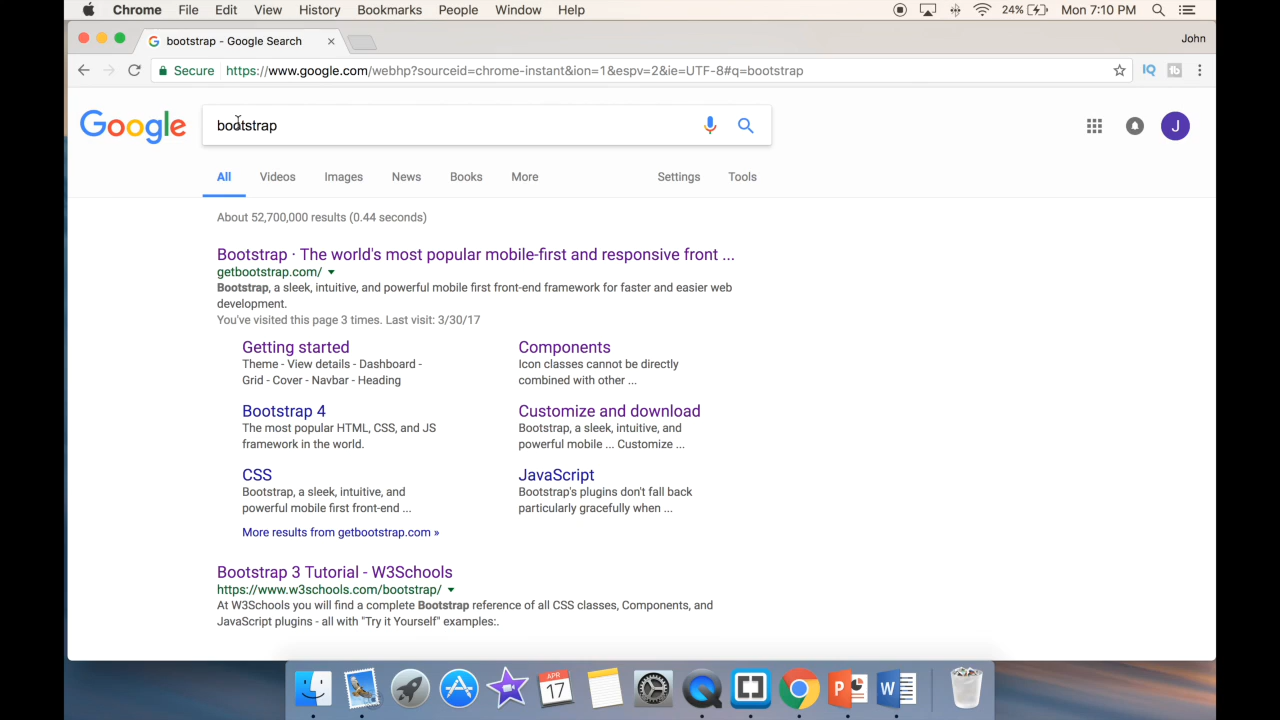 Chrome File Edit View History Bookmarks People Window Help 24% Mon 7:10 PM
bootstrap - Google Search John
Secure https://www.google.com/webhp?sourceid=chrome-instant&ion=1&espv=2&ie=UTF-8#q=bootstrap IQ tb
Google bootstrap J
All Videos Images News Books More Settings Tools
About 52,700,000 results (0.44 seconds)
Bootstrap · The world's most popular mobile-first and responsive front ...
getbootstrap.com/
Bootstrap, a sleek, intuitive, and powerful mobile first front-end framework for faster and easier web
development.
You've visited this page 3 times. Last visit: 3/30/17
Getting started
Theme - View details - Dashboard -
Grid - Cover - Navbar - Heading
Components
Icon classes cannot be directly
combined with other ...
Bootstrap 4
The most popular HTML, CSS, and JS
framework in the world.
Customize and download
Bootstrap, a sleek, intuitive, and
powerful mobile ... Customize ...
CSS
Bootstrap, a sleek, intuitive, and
powerful mobile first front-end ...
JavaScript
Bootstrap's plugins don't fall back
particularly gracefully when ...
More results from getbootstrap.com »
Bootstrap 3 Tutorial - W3Schools
https://www.w3schools.com/bootstrap/
At W3Schools you will find a complete Bootstrap reference of all CSS classes, Components, and
JavaScript plugins - all with "Try it Yourself" examples:.
APR
17
P
W